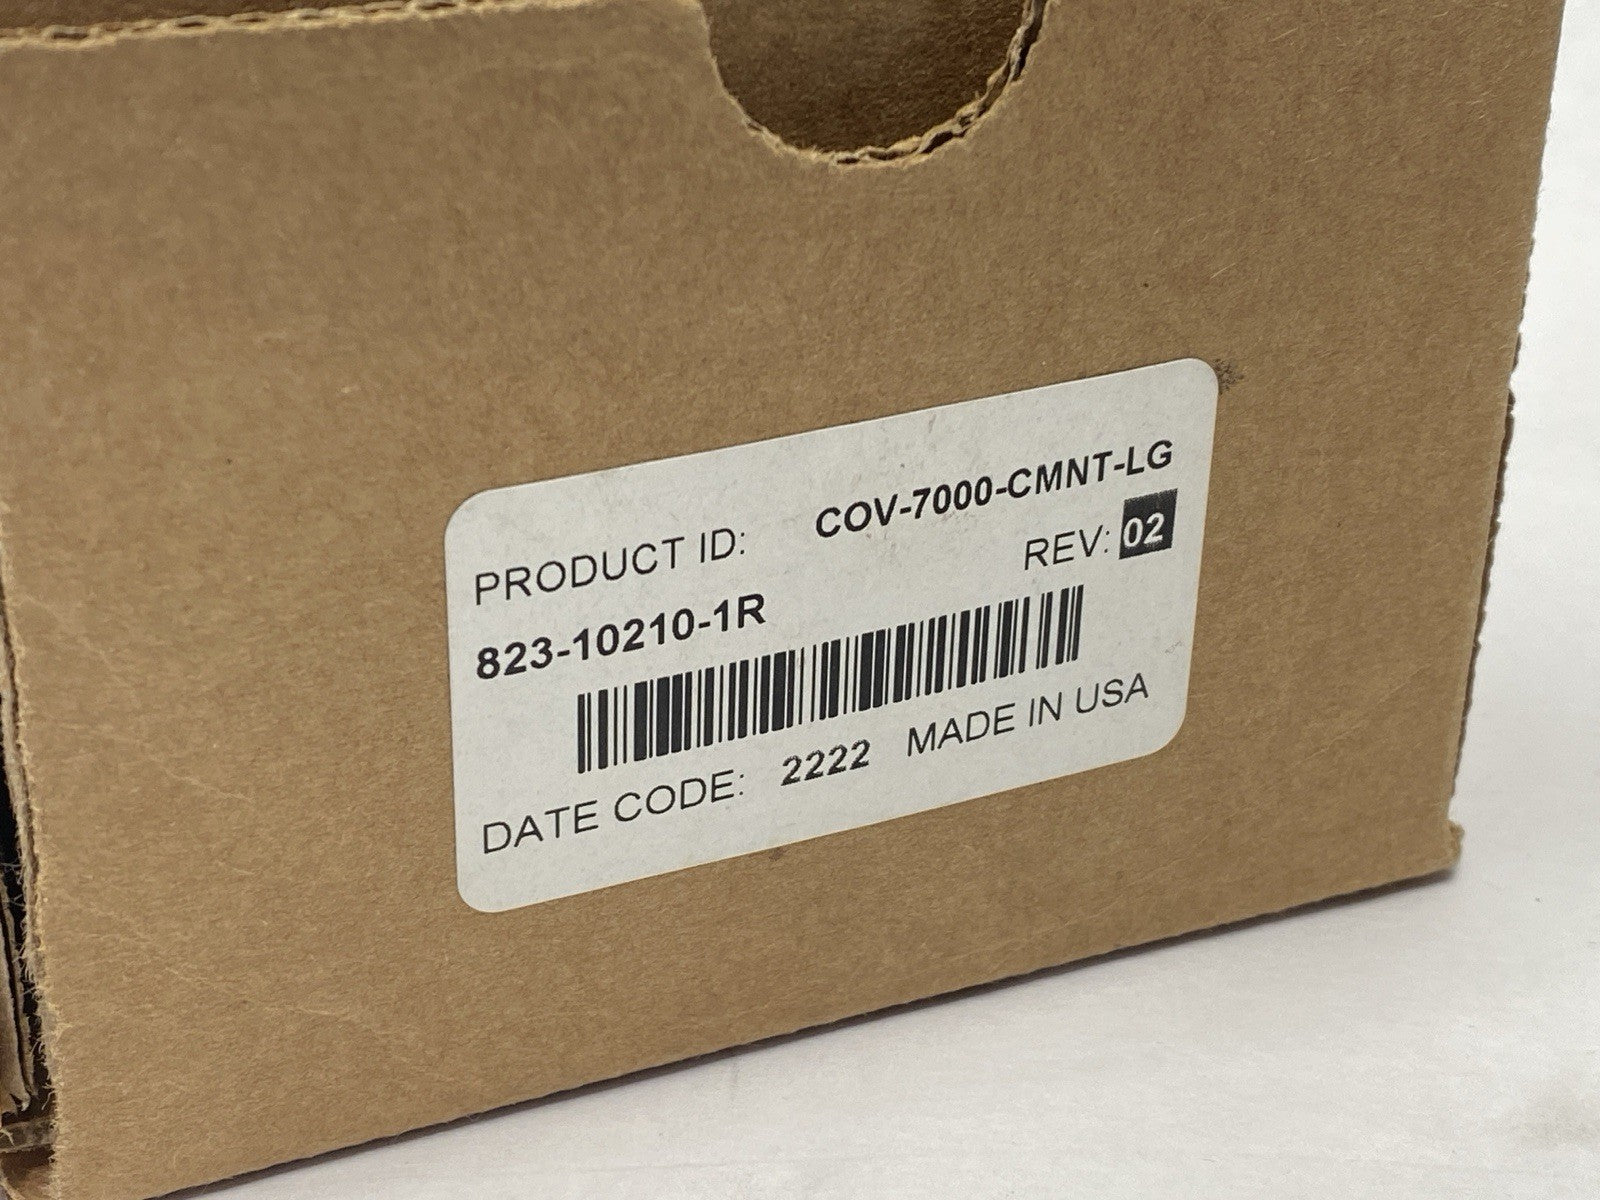 PRODUCT ID: COV-7000-CMNT-LG
REV: 02
823-10210-1R
DATE CODE: 2222 MADE IN USA